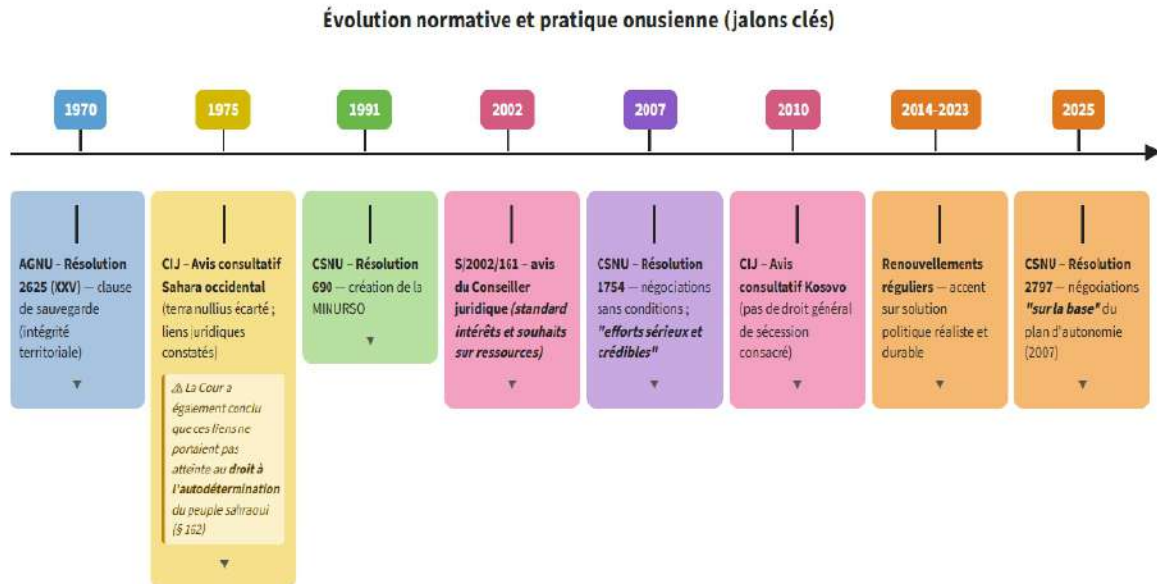 Évolution normative et pratique onusienne (jalons clés)
1970
1975
1991
2002
2007
2010
2014-2023
2025
AGNU – Résolution
2625 (XXV) — clause
de sauvegarde
(intégrité
territoriale)
▼
CIJ – Avis consultatif
Sahara occidental
(terra nullius écarté ;
liens juridiques
constatés)
⚠ La Cour a
également conclu
que ces liens ne
portaient pas
atteinte au droit à
l'autodétermination
du peuple sahraoui
(§ 162)
▼
CSNU – Résolution
690 — création de la
MINURSO
▼
S/2002/161 – avis
du Conseiller
juridique (standard
intérêts et souhaits
sur ressources)
▼
CSNU – Résolution
1754 — négociations
sans conditions ;
"efforts sérieux et
crédibles"
▼
CIJ – Avis
consultatif Kosovo
(pas de droit général
de sécession
consacré)
▼
Renouvellements
réguliers — accent
sur solution
politique réaliste et
durable
▼
CSNU – Résolution
2797 — négociations
"sur la base" du
plan d'autonomie
(2007)
▼